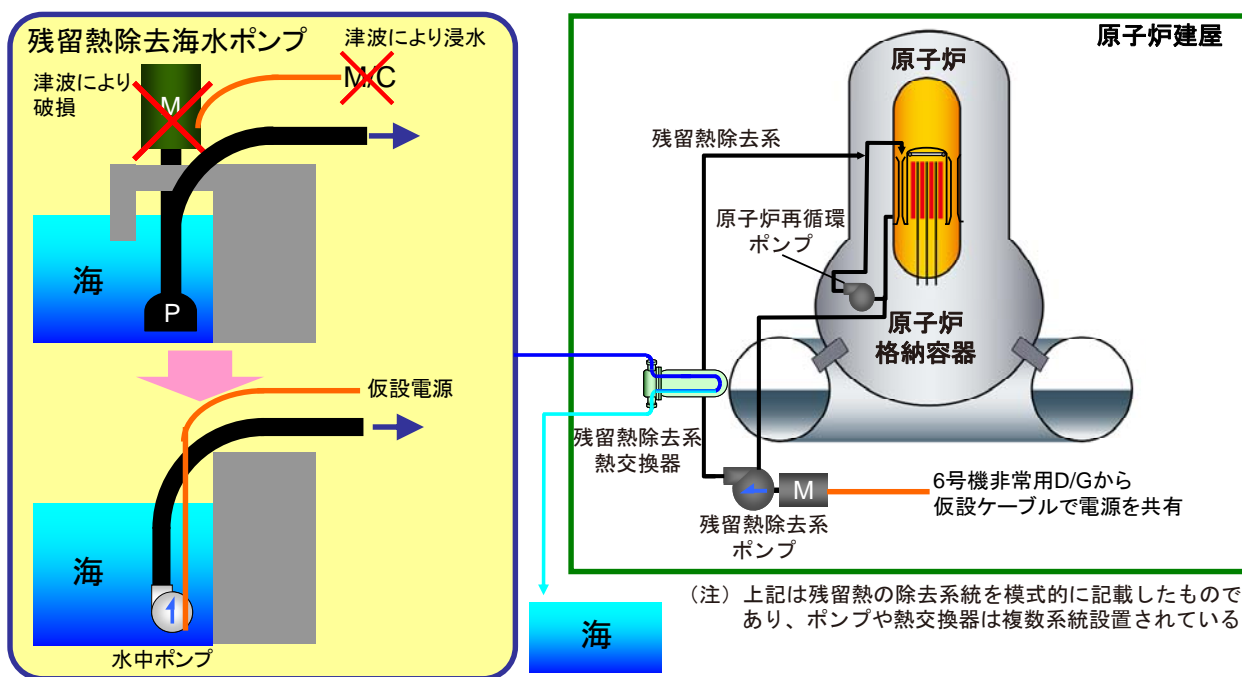 残留熱除去海水ポンプ
津波により浸水
M/C
津波により
破損
M
海
P
仮設電源
海
水中ポンプ
原子炉建屋
原子炉
残留熱除去系
原子炉再循環
ポンプ
原子炉
格納容器
残留熱除去系
熱交換器
M
6号機非常用D/Gから
仮設ケーブルで電源を共有
残留熱除去系
ポンプ
海
（注）上記は残留熱の除去系統を模式的に記載したもので
あり、ポンプや熱交換器は複数系統設置されている